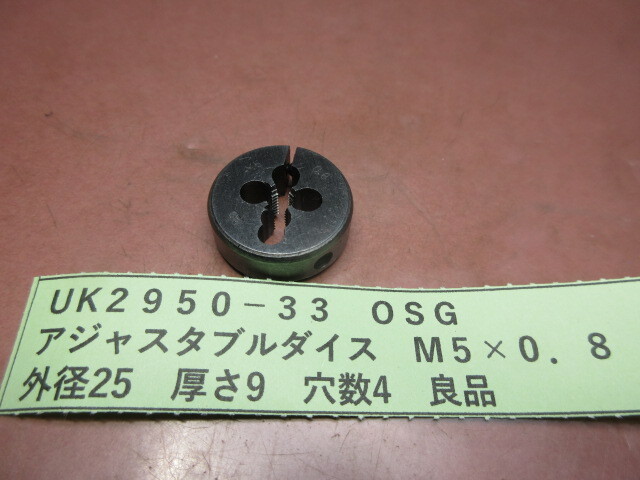 UK2950-33 OSG
アジャスタブルダイス M5×0.8
外径25 厚さ9 穴数4 良品